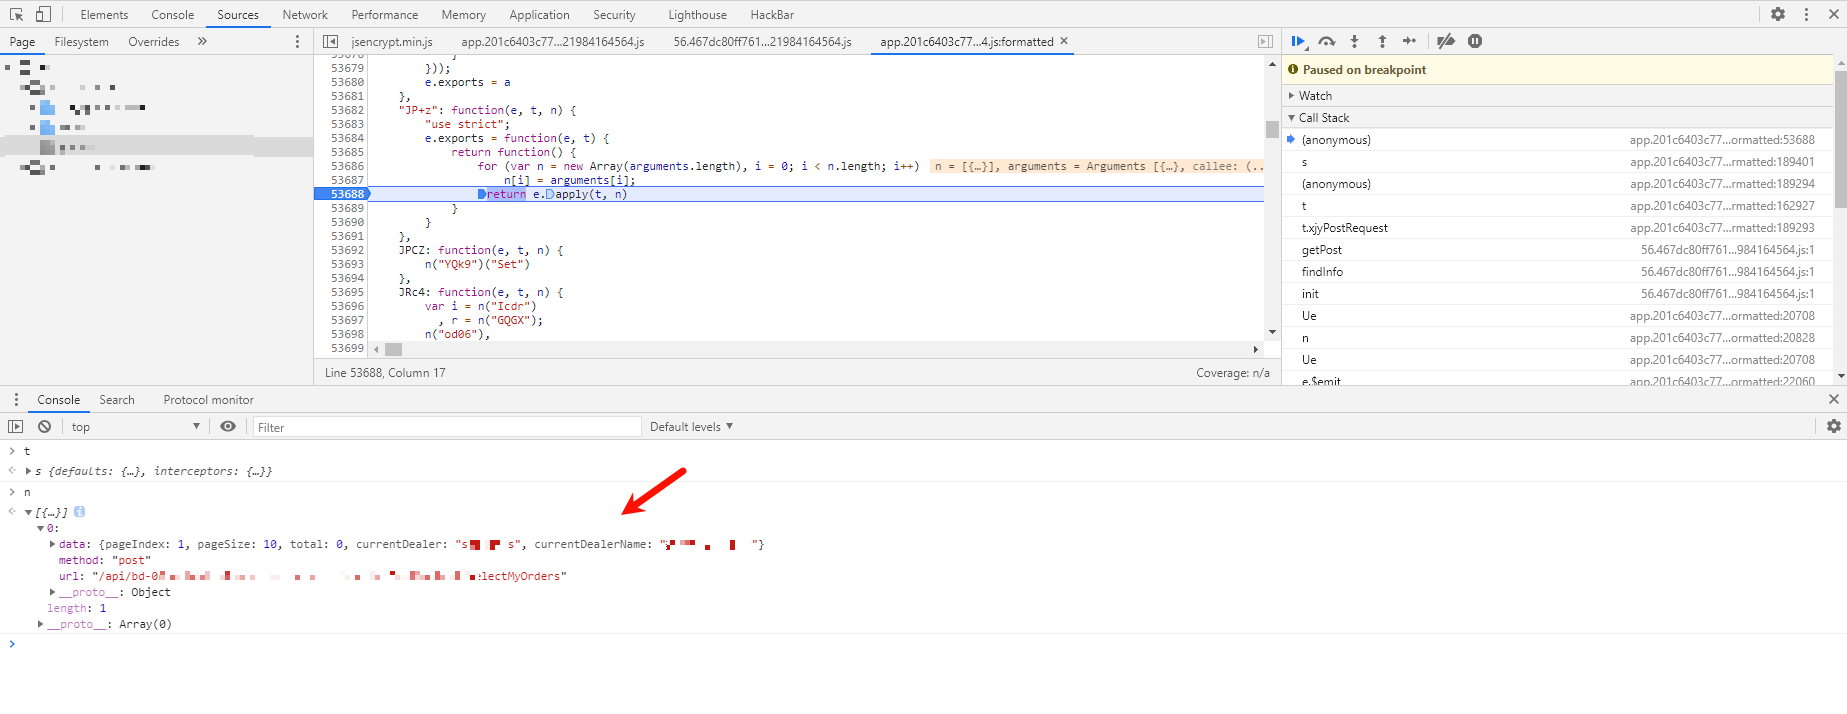 Elements Console Sources Network Performance Memory Application Security Lighthouse HackBar
Page Filesystem Overrides »
jsencrypt.min.js app.201c6403c77...21984164564.js 56.467dc80ff761...21984164564.js app.201c6403c77...4.js:formatted ×
53679 }));
53680 e.exports = a
53681 },
53682 "JP+z": function(e, t, n) {
53683 "use strict";
53684 e.exports = function(e, t) {
53685 return function() {
53686 for (var n = new Array(arguments.length), i = 0; i < n.length; i++) n = [{…}], arguments = Arguments [{…}, callee: (..
53687 n[i] = arguments[i];
53688 return e.apply(t, n)
53689 }
53690 }
53691 },
53692 JPCZ: function(e, t, n) {
53693 n("YQk9")("Set")
53694 },
53695 JRc4: function(e, t, n) {
53696 var i = n("Icdr")
53697 , r = n("GQGX");
53698 n("od06"),
53699
Line 53688, Column 17 Coverage: n/a
Paused on breakpoint
Watch
Call Stack
(anonymous) app.201c6403c77...ormatted:53688
s app.201c6403c77...rmatted:189401
(anonymous) app.201c6403c77...rmatted:189294
t app.201c6403c77...rmatted:162927
t.xjyPostRequest app.201c6403c77...rmatted:189293
getPost 56.467dc80ff761...984164564.js:1
findInfo 56.467dc80ff761...984164564.js:1
init 56.467dc80ff761...984164564.js:1
Ue app.201c6403c77...ormatted:20708
n app.201c6403c77...ormatted:20828
Ue app.201c6403c77...ormatted:20708
e.$emit app.201c6403c77...ormatted:22060
Console Search Protocol monitor
top Filter Default levels
> t
s {defaults: {…}, interceptors: {…}}
> n
[{…}]
0:
data: {pageIndex: 1, pageSize: 10, total: 0, currentDealer: "s s", currentDealerName: " "}
method: "post"
url: "/api/bd-0 electMyOrders"
__proto__: Object
length: 1
__proto__: Array(0)
>